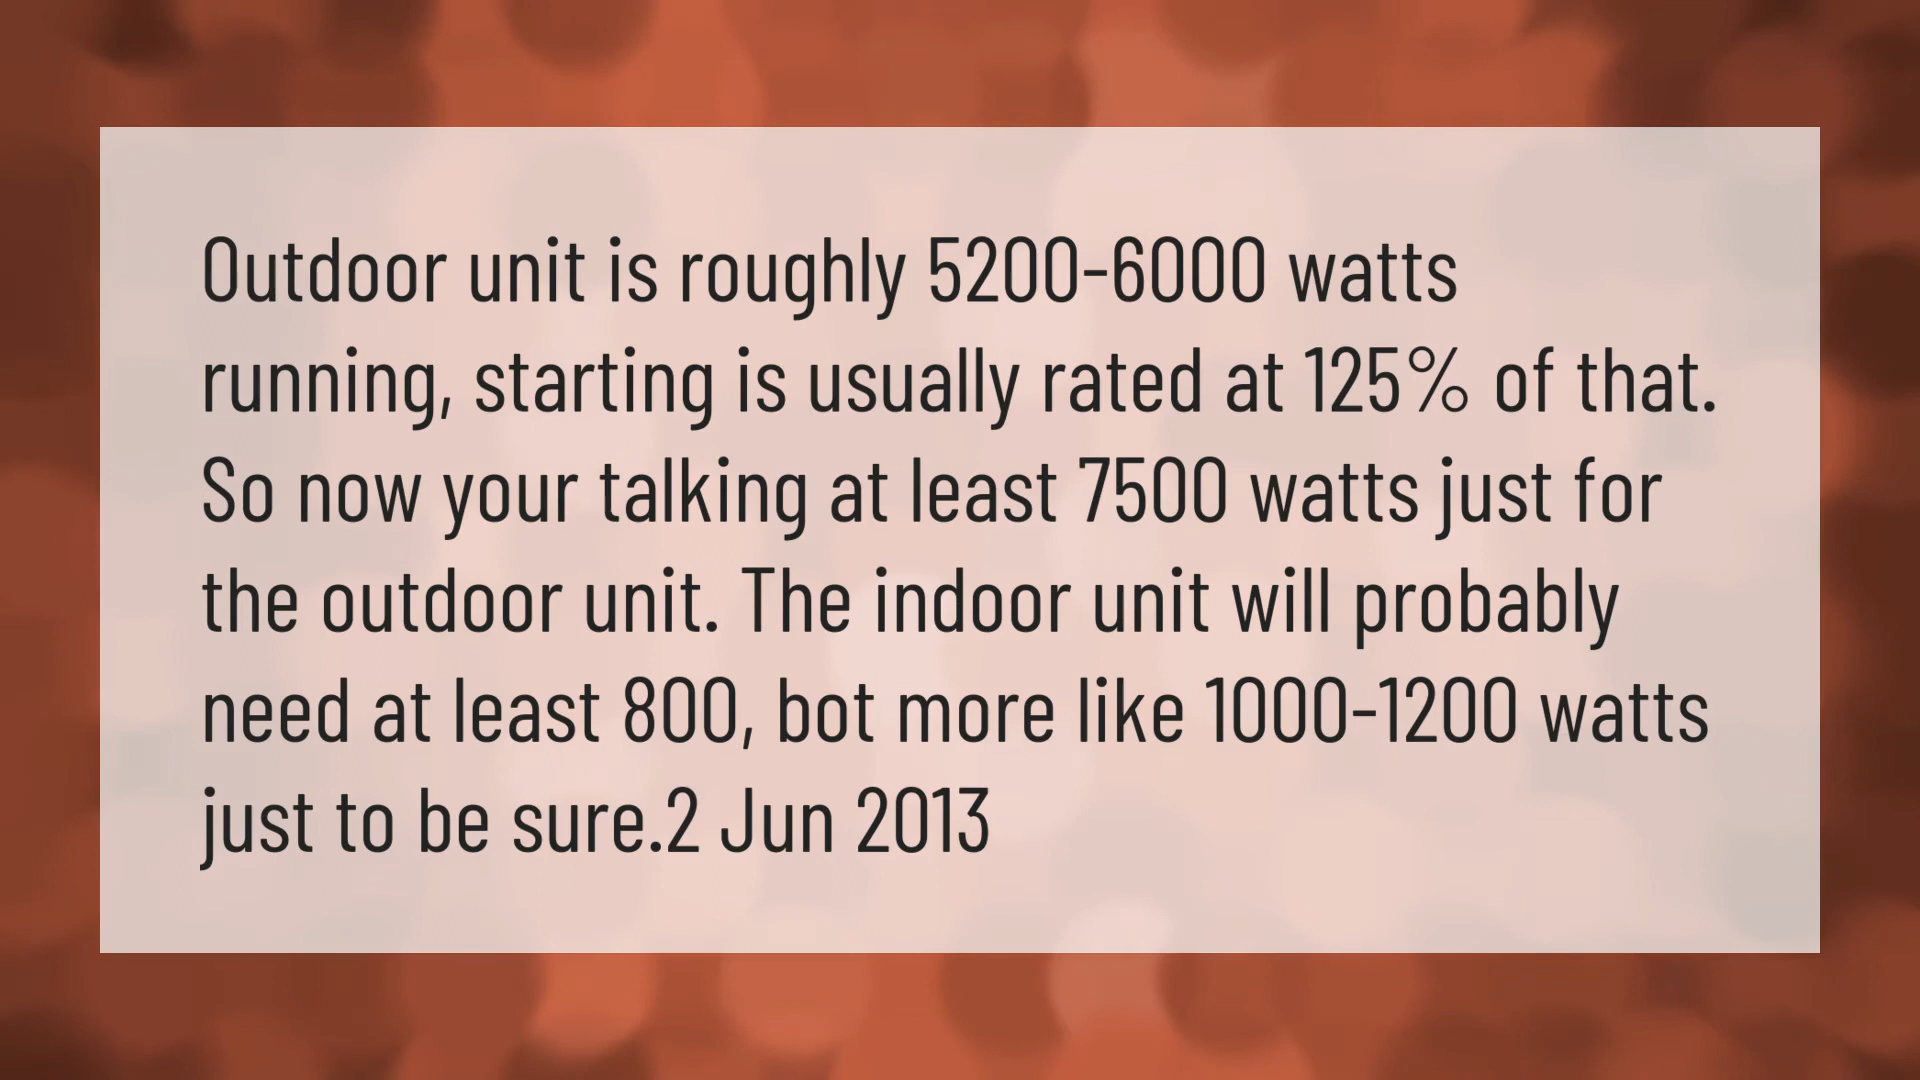 Outdoor unit is roughly 5200-6000 watts
running, starting is usually rated at 125% of that.
So now your talking at least 7500 watts just for
the outdoor unit. The indoor unit will probably
need at least 800, bot more like 1000-1200 watts
just to be sure.2 Jun 2013